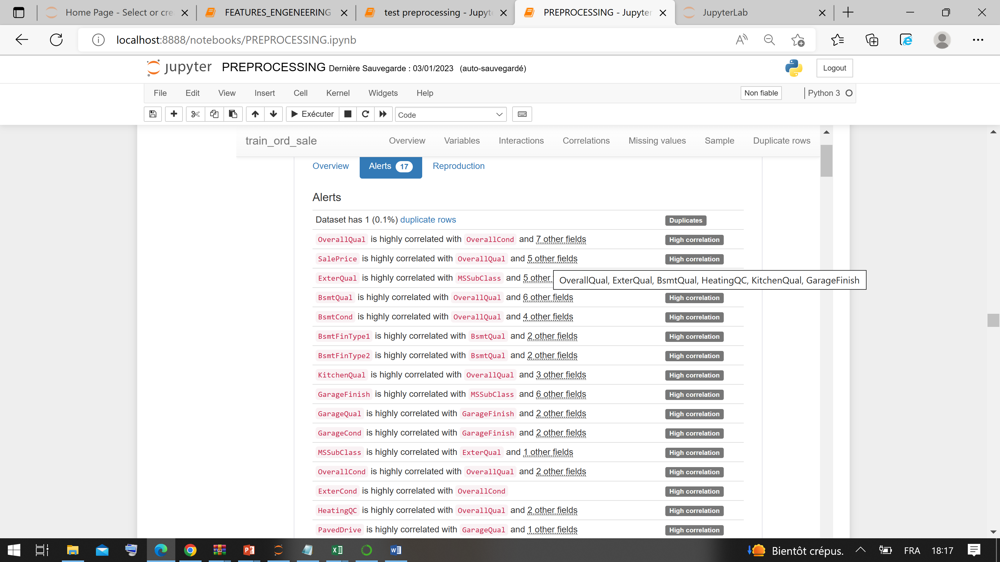 Home Page - Select or cre
FEATURES_ENGENEERING
test preprocessing - Jupyte
PREPROCESSING - Jupyter
JupyterLab
localhost:8888/notebooks/PREPROCESSING.ipynb
jupyter PREPROCESSING Dernière Sauvegarde : 03/01/2023 (auto-sauvegardé)
Logout
File Edit View Insert Cell Kernel Widgets Help
Non fiable
Python 3
Exécuter
Code
train_ord_sale Overview Variables Interactions Correlations Missing values Sample Duplicate rows
Overview Alerts 17 Reproduction
Alerts
Dataset has 1 (0.1%) duplicate rows Duplicates
OverallQual is highly correlated with OverallCond and 7 other fields High correlation
SalePrice is highly correlated with OverallQual and 5 other fields High correlation
ExterQual is highly correlated with MSSubClass and 5 other
OverallQual, ExterQual, BsmtQual, HeatingQC, KitchenQual, GarageFinish
BsmtQual is highly correlated with OverallQual and 6 other fields High correlation
BsmtCond is highly correlated with OverallQual and 4 other fields High correlation
BsmtFinType1 is highly correlated with BsmtQual and 2 other fields High correlation
BsmtFinType2 is highly correlated with BsmtQual and 2 other fields High correlation
KitchenQual is highly correlated with OverallQual and 3 other fields High correlation
GarageFinish is highly correlated with MSSubClass and 6 other fields High correlation
GarageQual is highly correlated with GarageFinish and 2 other fields High correlation
GarageCond is highly correlated with GarageFinish and 2 other fields High correlation
MSSubClass is highly correlated with ExterQual and 1 other fields High correlation
OverallCond is highly correlated with OverallQual and 2 other fields High correlation
ExterCond is highly correlated with OverallCond High correlation
HeatingQC is highly correlated with OverallQual and 2 other fields High correlation
PavedDrive is highly correlated with GarageQual and 1 other fields High correlation
Bientôt crépus. FRA 18:17